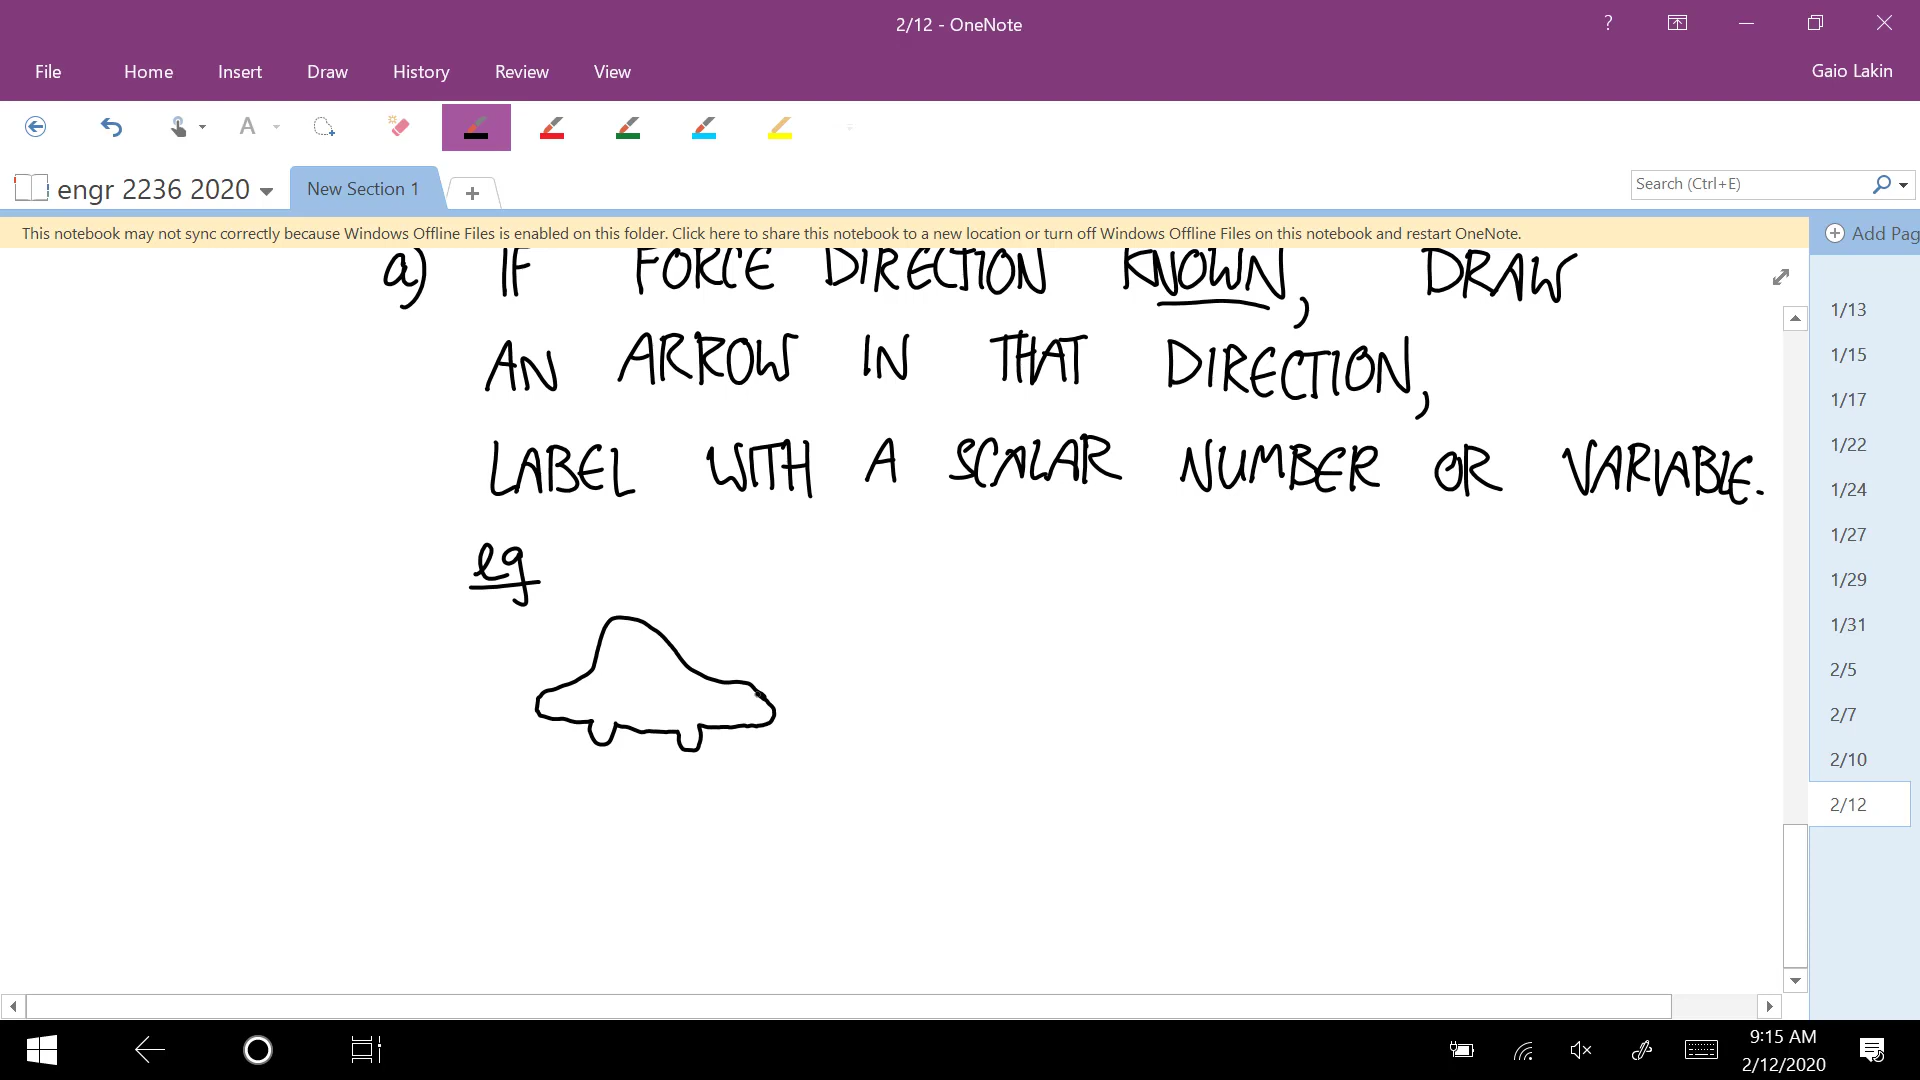 2/12 - OneNote
?
File Home Insert Draw History Review View Gaio Lakin
A
engr 2236 2020 New Section 1 + Search (Ctrl+E)
This notebook may not sync correctly because Windows Offline Files is enabled on this folder. Click here to share this notebook to a new location or turn off Windows Offline Files on this notebook and restart OneNote.
Add Pag
a) IF FORCE DIRECTION KNOWN, DRAW
AN ARROW IN THAT DIRECTION,
LABEL WITH A SCALAR NUMBER OR VARIABLE.
eg
1/13
1/15
1/17
1/22
1/24
1/27
1/29
1/31
2/5
2/7
2/10
2/12
9:15 AM
2/12/2020